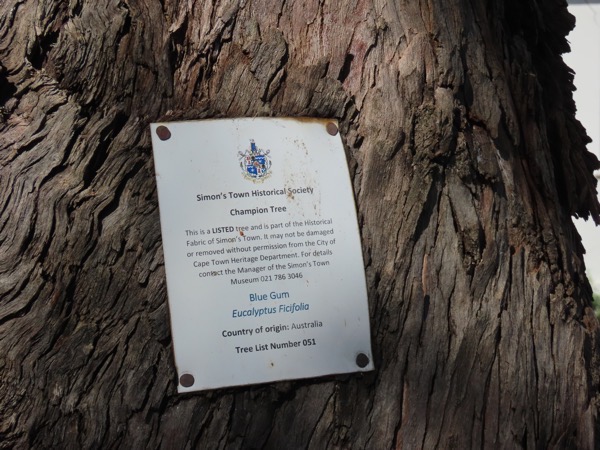 Simon's Town Historical Society
Champion Tree
This is a LISTED tree and is part of the Historical
Fabric of Simon's Town. It may not be damaged
or removed without permission from the City of
Cape Town Heritage Department. For details
contact the Manager of the Simon's Town
Museum 021 786 3046
Blue Gum
Eucalyptus Ficifolia
Country of origin: Australia
Tree List Number 051